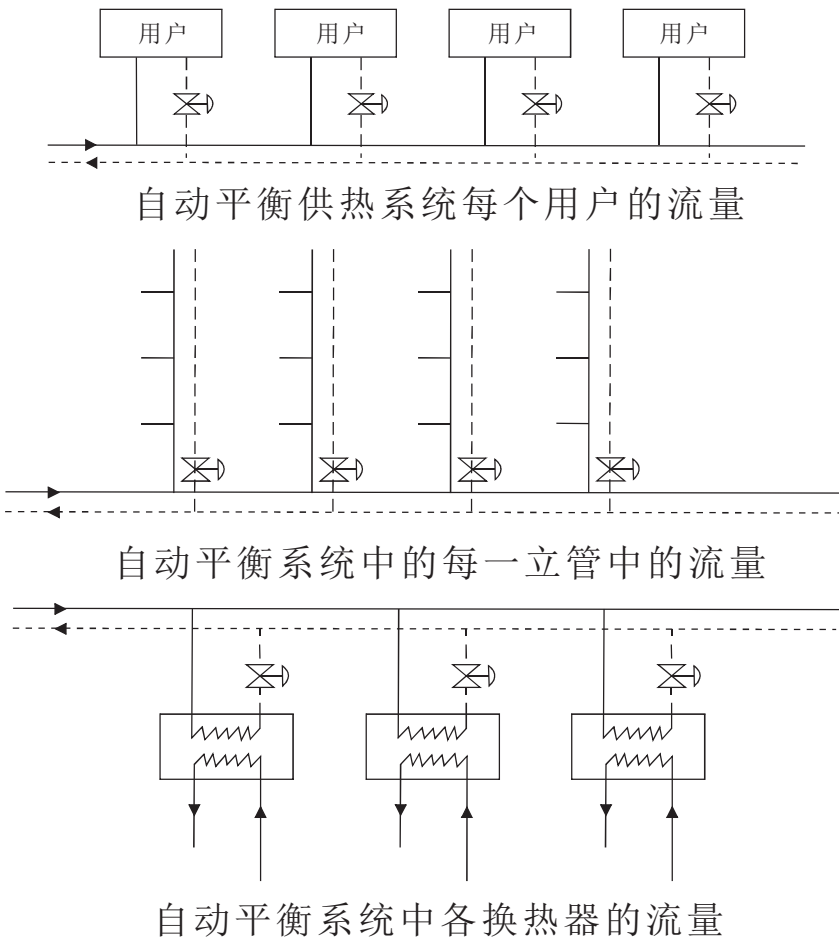 用户 用户 用户 用户
自动平衡供热系统每个用户的流量
自动平衡系统中的每一立管中的流量
自动平衡系统中各换热器的流量